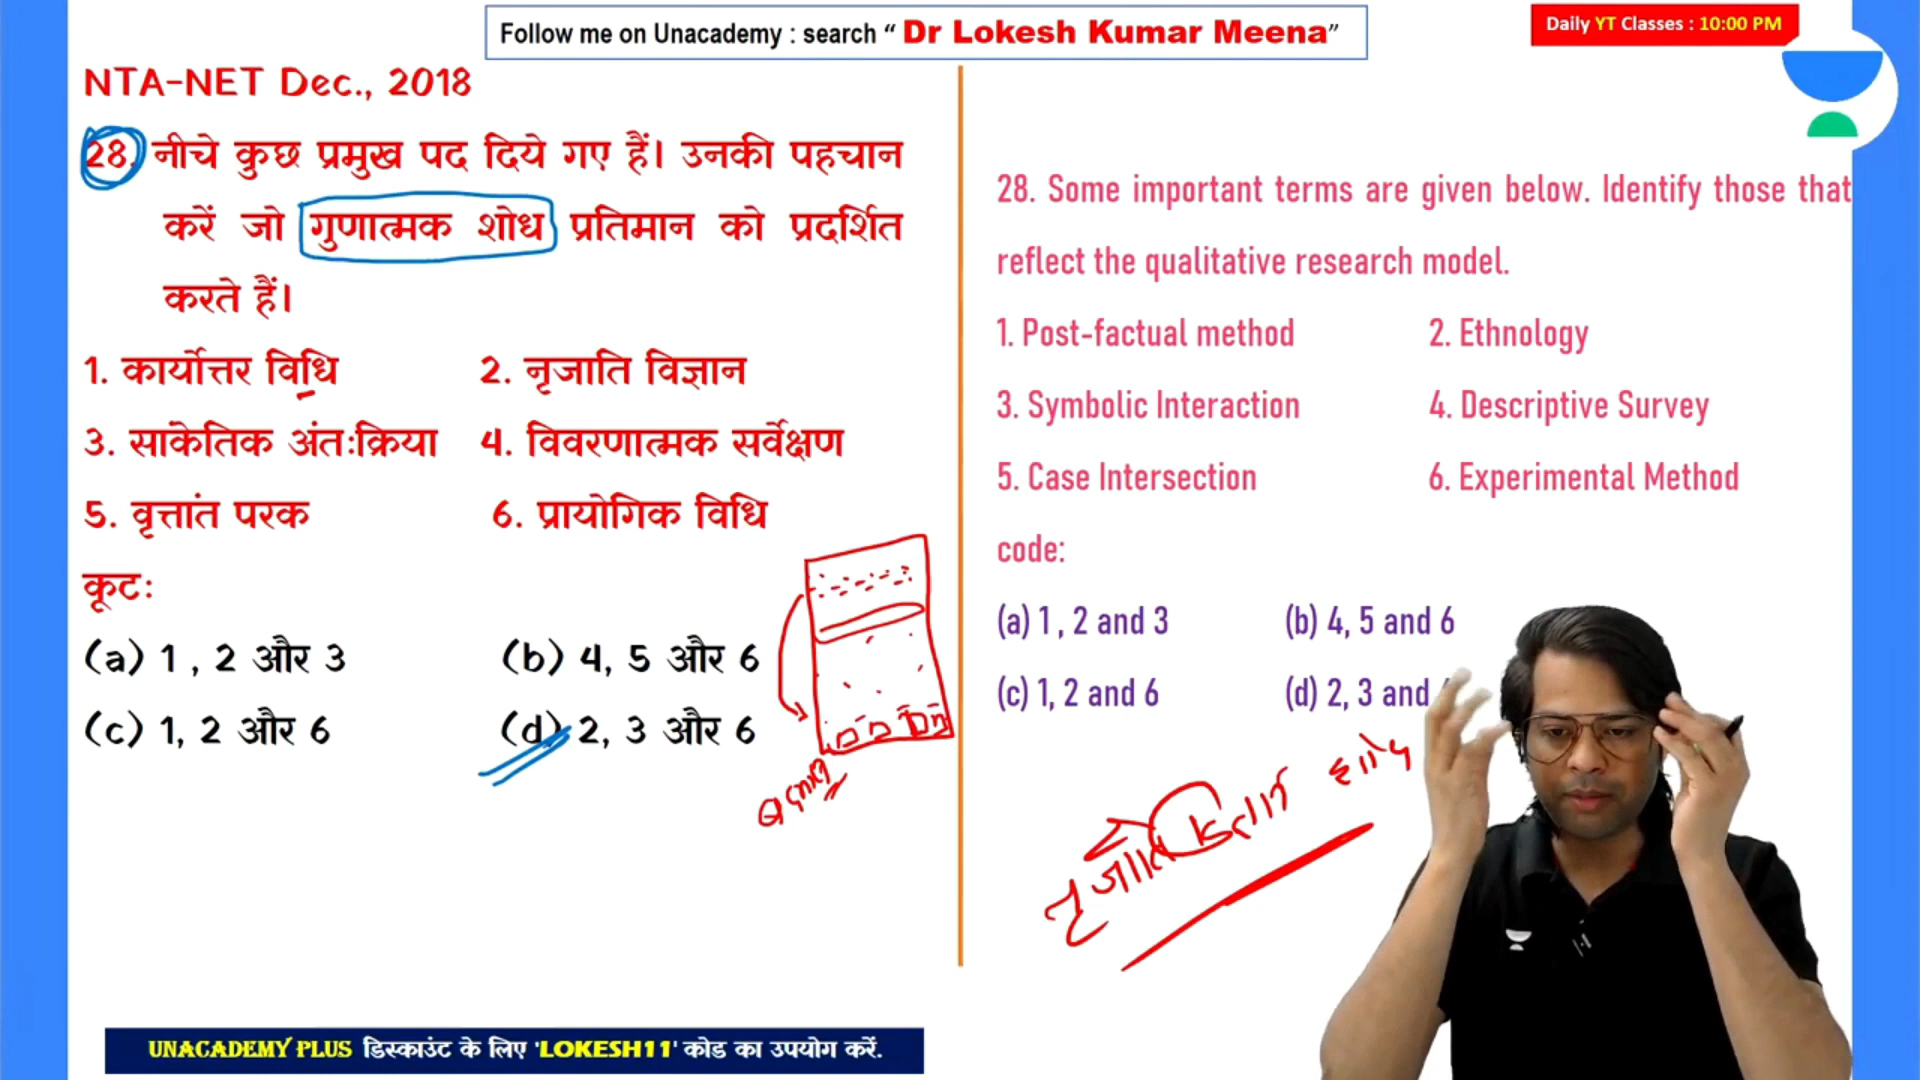 Follow me on Unacademy : search “ Dr Lokesh Kumar Meena”
Daily YT Classes : 10:00 PM
NTA-NET Dec., 2018
28. नीचे कुछ प्रमुख पद दिये गए हैं। उनकी पहचान
करें जो गुणात्मक शोध प्रतिमान को प्रदर्शित
करते हैं।
1. कार्योत्तर विधि 2. नृजाति विज्ञान
3. सांकेतिक अंतःक्रिया 4. विवरणात्मक सर्वेक्षण
5. वृत्तांत परक 6. प्रायोगिक विधि
कूटः
(a) 1 , 2 और 3 (b) 4, 5 और 6
(c) 1, 2 और 6 (d) 2, 3 और 6
28. Some important terms are given below. Identify those that
reflect the qualitative research model.
1. Post-factual method 2. Ethnology
3. Symbolic Interaction 4. Descriptive Survey
5. Case Intersection 6. Experimental Method
code:
(a) 1 , 2 and 3 (b) 4, 5 and 6
(c) 1, 2 and 6 (d) 2, 3 and
UNACADEMY PLUS डिस्काउंट के लिए 'LOKESH11' कोड का उपयोग करें.